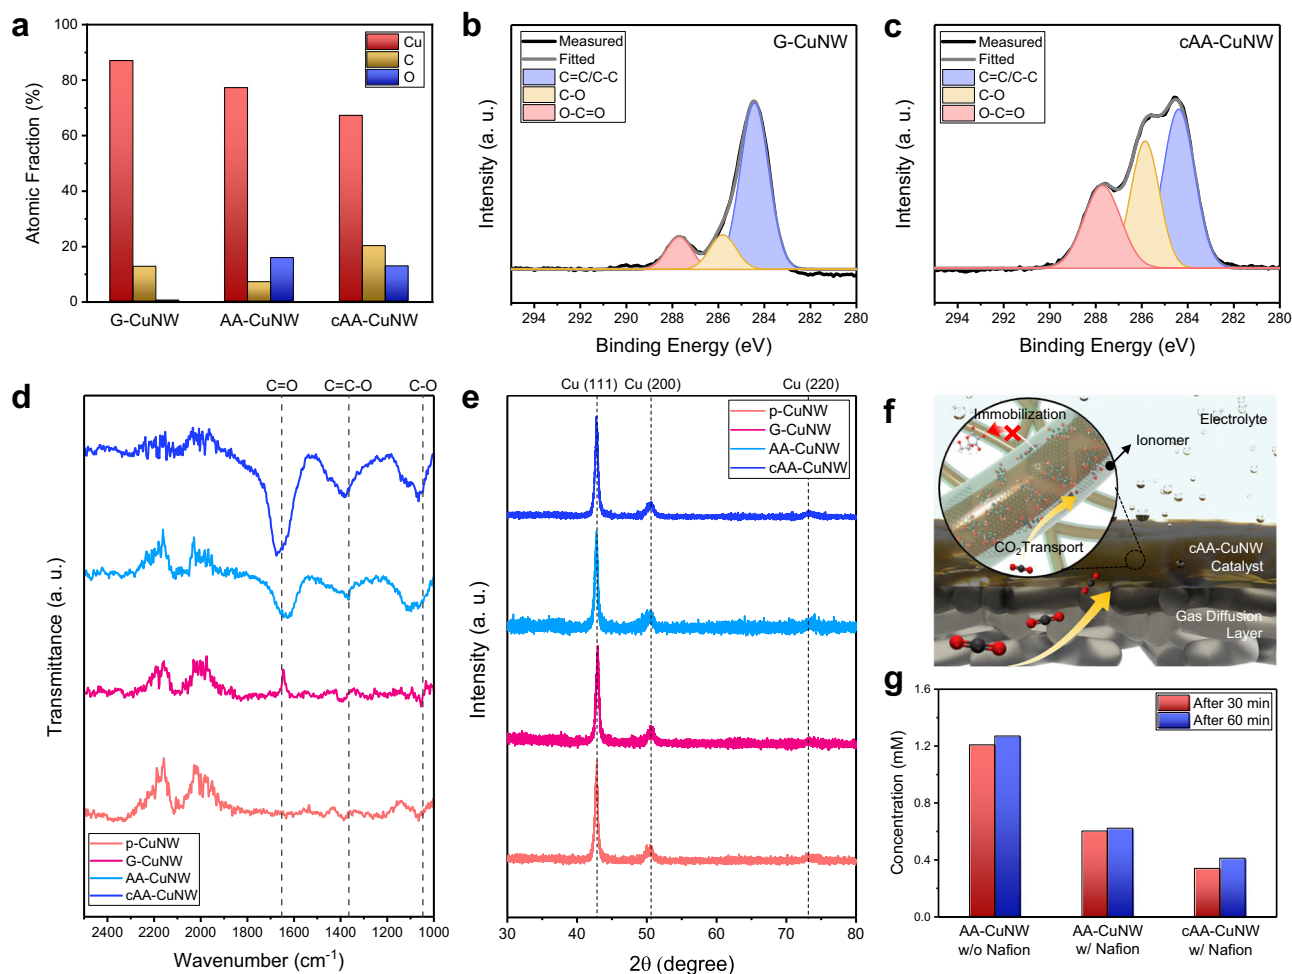 a
Atomic Fraction (%)
100
80
60
40
20
0
Cu
C
O
G-CuNW
AA-CuNW
cAA-CuNW
b
Measured
Fitted
C=C/C-C
C-O
O-C=O
G-CuNW
Intensity (a. u.)
294 292 290 288 286 284 282 280
Binding Energy (eV)
c
Measured
Fitted
C=C/C-C
C-O
O-C=O
cAA-CuNW
Intensity (a. u.)
294 292 290 288 286 284 282 280
Binding Energy (eV)
d
C=O
C=C-O
C-O
Transmittance (a. u.)
p-CuNW
G-CuNW
AA-CuNW
cAA-CuNW
2400 2200 2000 1800 1600 1400 1200 1000
Wavenumber (cm-1)
e
Cu (111)
Cu (200)
Cu (220)
p-CuNW
G-CuNW
AA-CuNW
cAA-CuNW
Intensity (a. u.)
30 40 50 60 70 80
2θ (degree)
f
Immobilization
Electrolyte
Ionomer
CO2 Transport
cAA-CuNW
Catalyst
Gas Diffusion
Layer
g
Concentration (mM)
1.6
1.2
0.8
0.4
0.0
After 30 min
After 60 min
AA-CuNW
w/o Nafion
AA-CuNW
w/ Nafion
cAA-CuNW
w/ Nafion